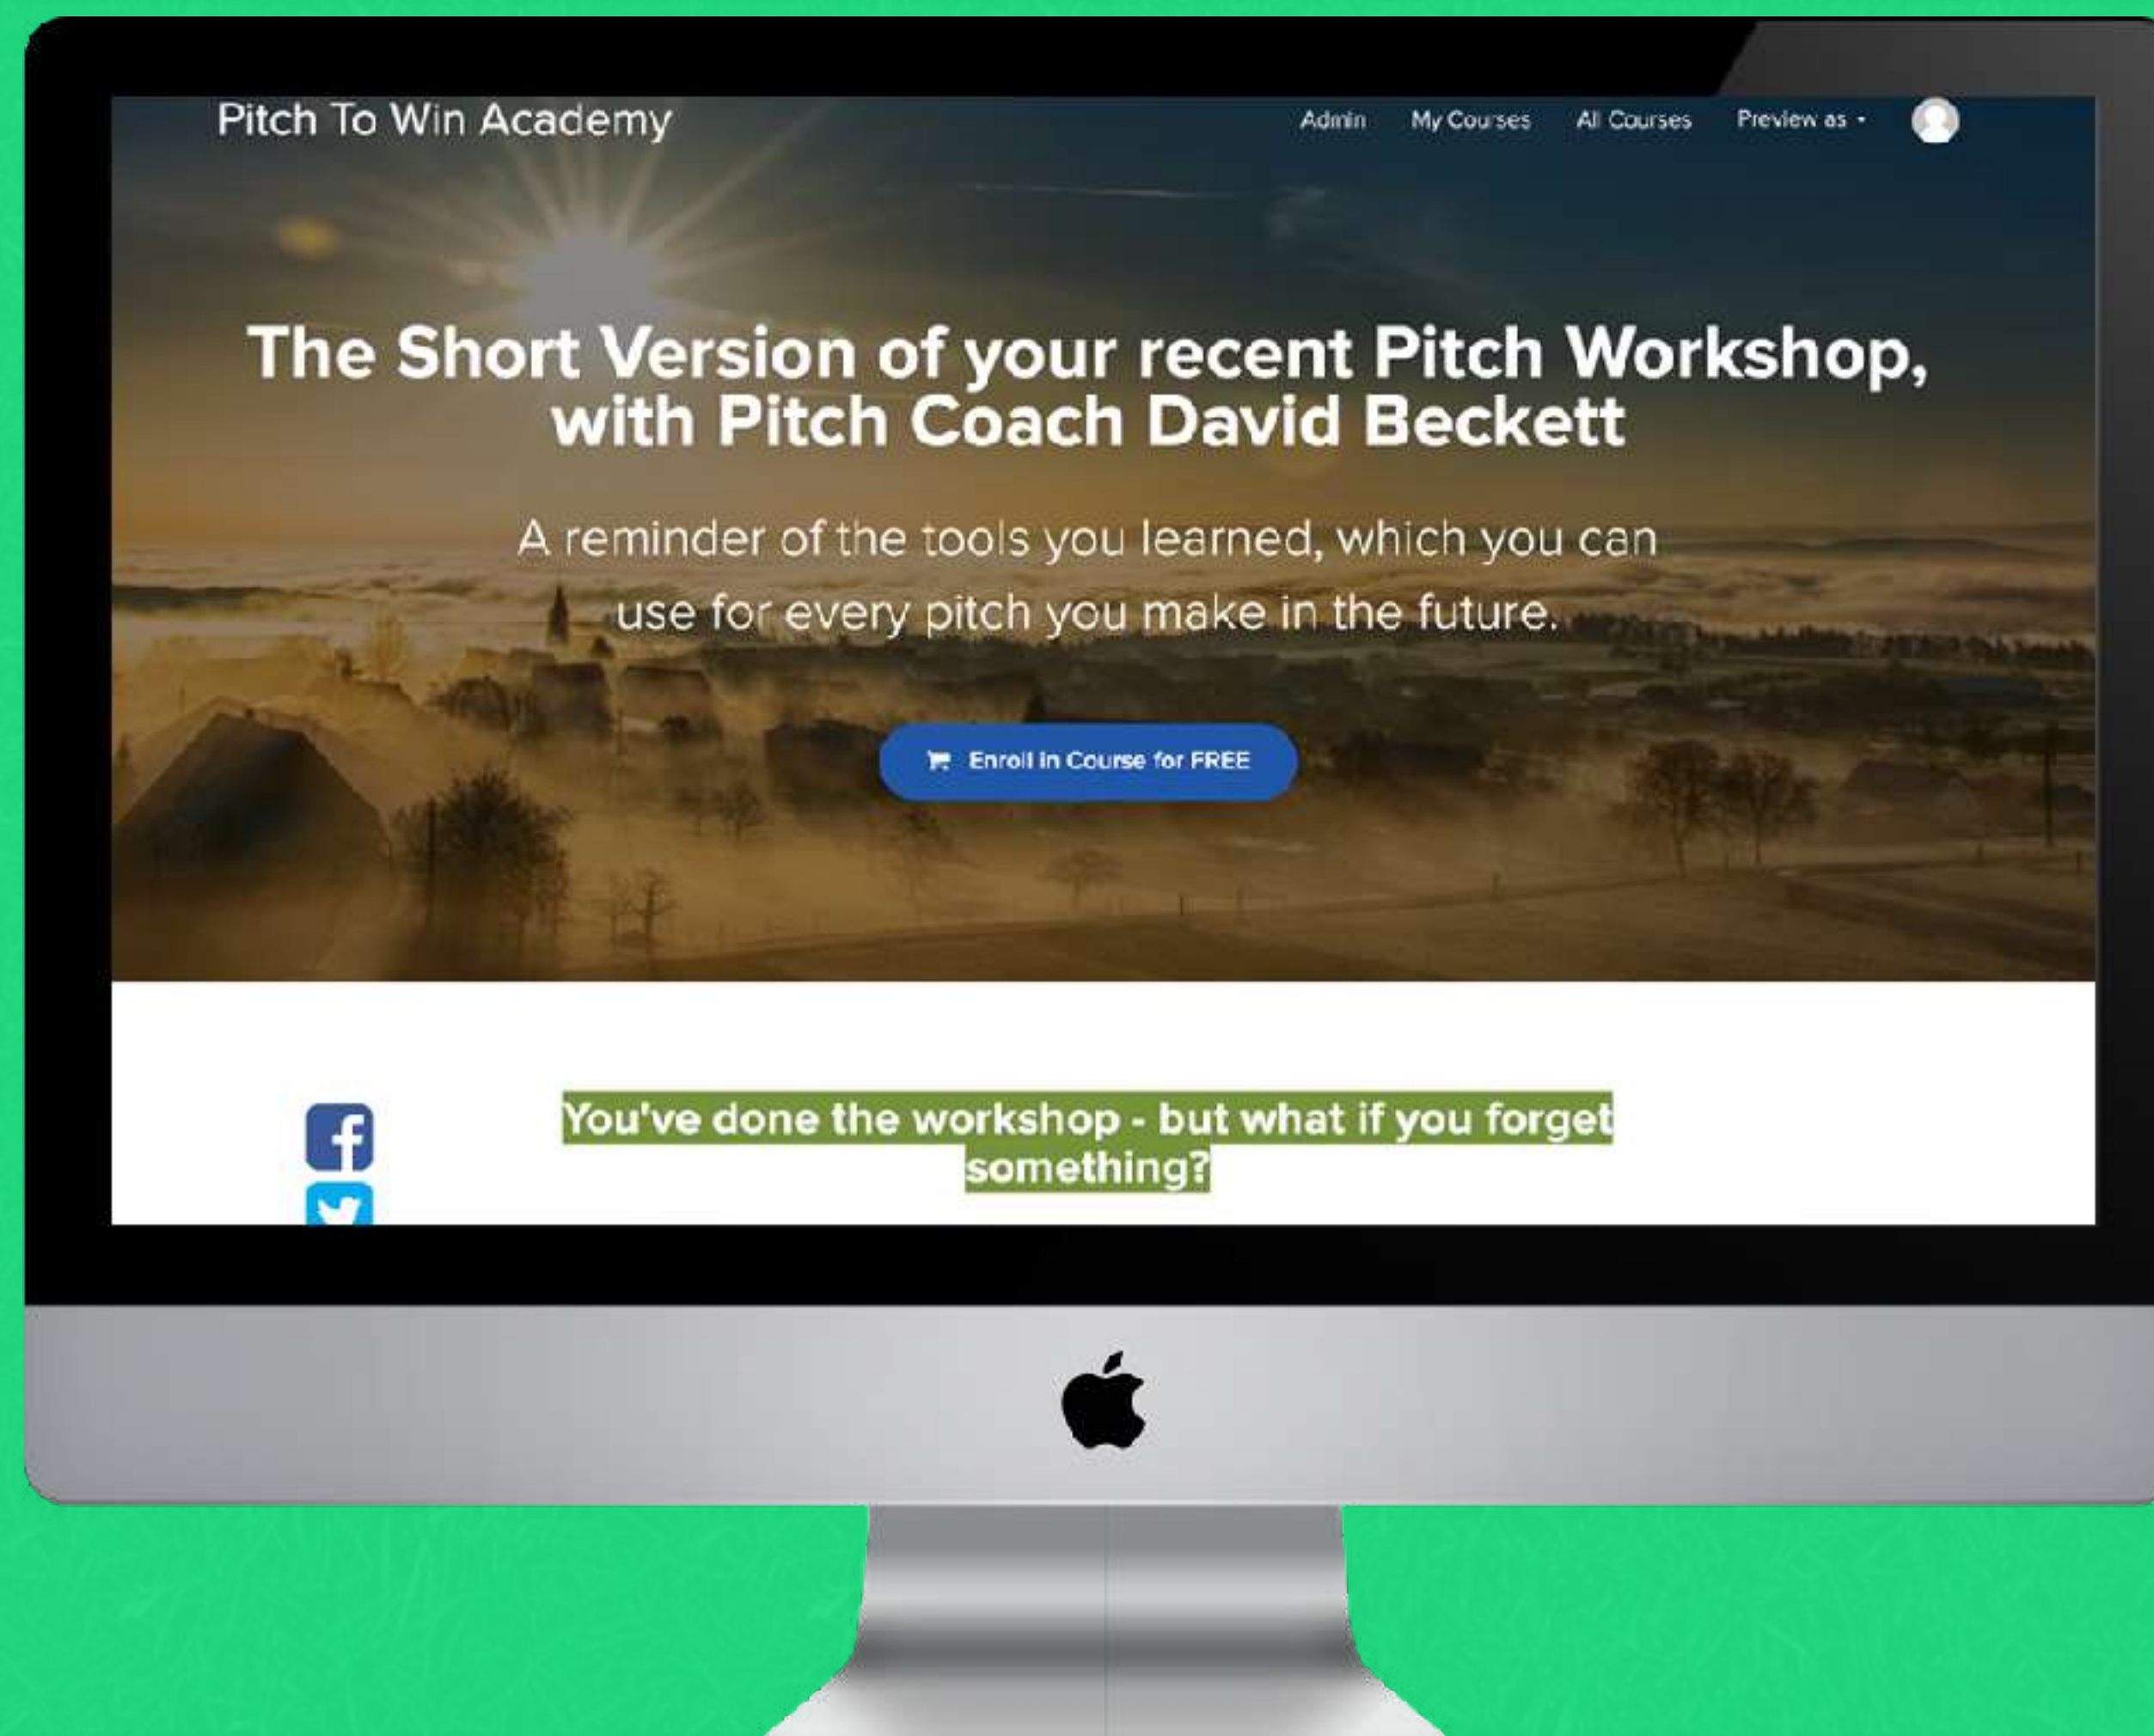 Pitch To Win Academy
Admin My Courses All Courses Preview as
The Short Version of your recent Pitch Workshop,
with Pitch Coach David Beckett
A reminder of the tools you learned, which you can
use for every pitch you make in the future.
Enroll in Course for FREE
You've done the workshop - but what if you forget
something?